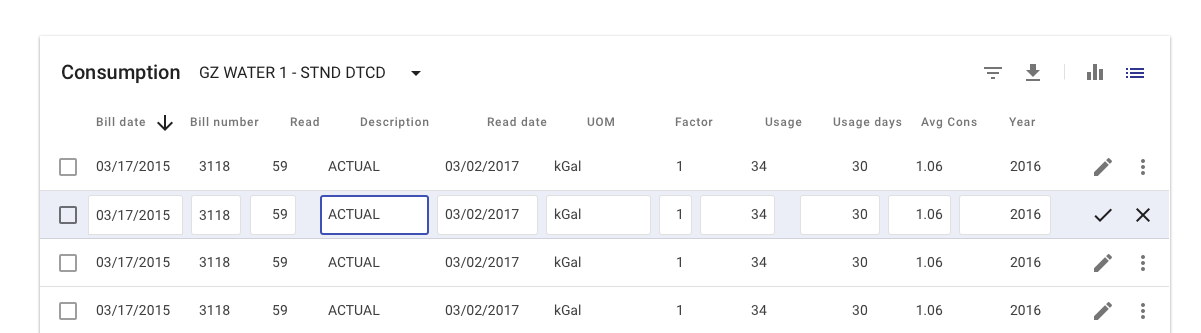 Consumption GZ WATER 1 - STND DTCD
Bill date Bill number Read Description Read date UOM Factor Usage Usage days Avg Cons Year
03/17/2015 3118 59 ACTUAL 03/02/2017 kGal 1 34 30 1.06 2016
03/17/2015 3118 59 ACTUAL 03/02/2017 kGal 1 34 30 1.06 2016
03/17/2015 3118 59 ACTUAL 03/02/2017 kGal 1 34 30 1.06 2016
03/17/2015 3118 59 ACTUAL 03/02/2017 kGal 1 34 30 1.06 2016